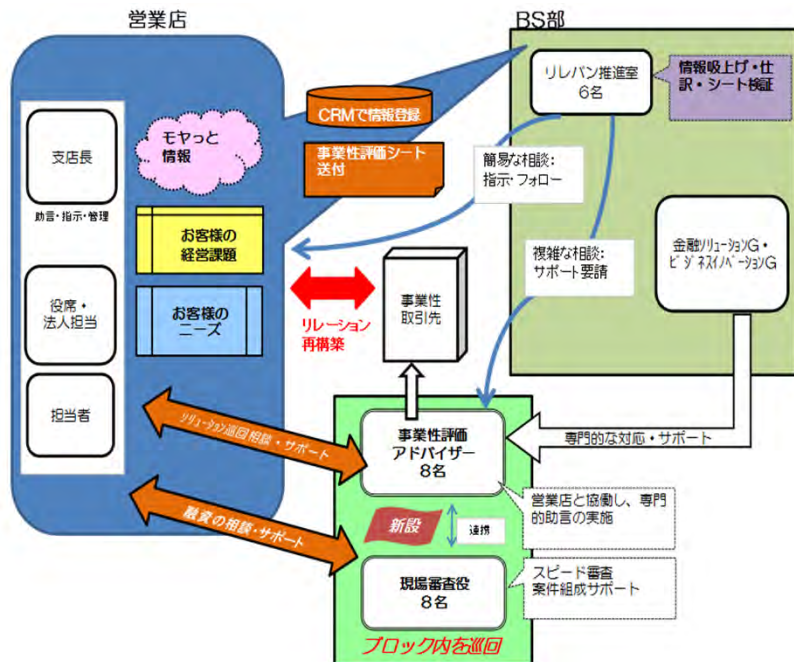 営業店
BS部
支店長
助言・指示・管理
役席・
法人担当
担当者
モヤっと
情報
お客様の
経営課題
お客様の
ニーズ
CRMで情報登録
事業性評価シート
送付
リレバン推進室
6名
情報吸上げ・仕
訳・シート検証
簡易な相談：
指示・フォロー
複雑な相談：
サポート要請
金融ソリューションG・
ビジネスイノベーションG
リレーション
再構築
事業性
取引先
ソリューション巡回相談・サポート
融資の相談・サポート
事業性評価
アドバイザー
8名
専門的な対応・サポート
営業店と協働し、専門
的助言の実施
新設
連携
現場審査役
8名
スピード審査
案件組成サポート
ブロック内を巡回